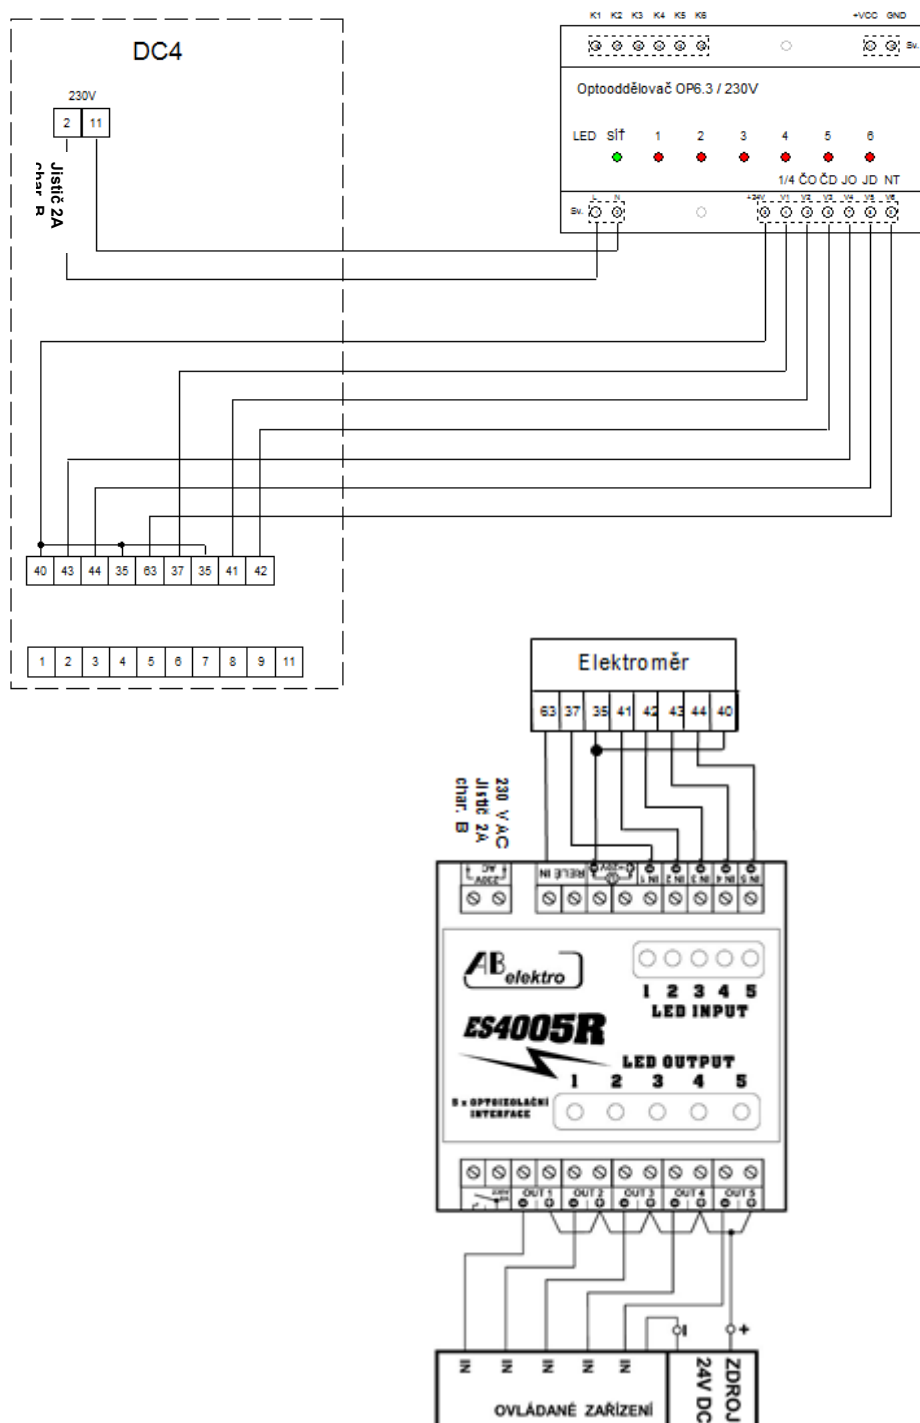 K1 K2 K3 K4 K5 K6 +VCC GND
DC4
Sv.
Optooddělovač OP6.3 / 230V
230V
2 11
LED SÍŤ 1 2 3 4 5 6
Jistič 2A
char. B
1/4 ČO ČD JO JD NT
L N +24V V1 V2 V3 V4 V5 V6
Sv.
40 43 44 35 63 37 35 41 42
1 2 3 4 5 6 7 8 9 11
Elektroměr
63 37 35 41 42 43 44 40
230 V AC
Jistič 2A
char. B
230V
AC
RELÉ IN
IN 1 IN 2 IN 3 IN 4 IN 5
AB elektro
1 2 3 4 5
LED INPUT
ES4005R
LED OUTPUT
1 2 3 4 5
5 x OPTOIZOLAČNÍ
INTERFACE
OUT 1 OUT 2 OUT 3 OUT 4 OUT 5
+
IN IN IN IN IN
ZDROJ
24V DC
OVLÁDANÉ ZAŘÍZENÍ